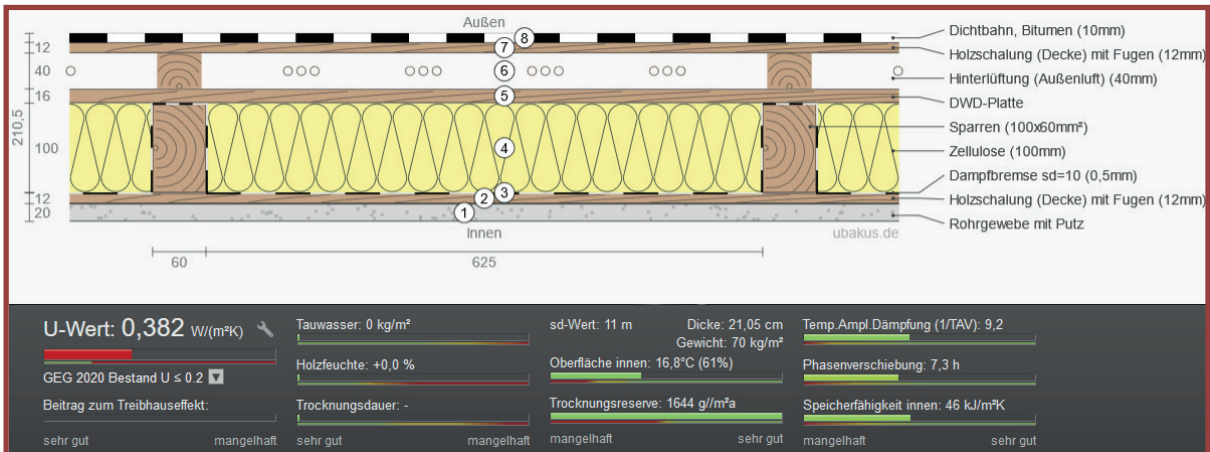 Außen
8
7
6
5
4
3
2
1
Innen
ubakus.de
12
40
16
210,5
100
12
20
60
625
Dichtbahn, Bitumen (10mm)
Holzschalung (Decke) mit Fugen (12mm)
Hinterlüftung (Außenluft) (40mm)
DWD-Platte
Sparren (100x60mm²)
Zellulose (100mm)
Dampfbremse sd=10 (0,5mm)
Holzschalung (Decke) mit Fugen (12mm)
Rohrgewebe mit Putz
U-Wert: 0,382 W/(m²K)
GEG 2020 Bestand U ≤ 0.2
Beitrag zum Treibhauseffekt:
sehr gut mangelhaft
Tauwasser: 0 kg/m²
Holzfeuchte: +0,0 %
Trocknungsdauer: -
sehr gut mangelhaft
sd-Wert: 11 m Dicke: 21,05 cm
Gewicht: 70 kg/m²
Oberfläche innen: 16,8°C (61%)
Trocknungsreserve: 1644 g//m²a
mangelhaft sehr gut
Temp.Ampl.Dämpfung (1/TAV): 9,2
Phasenverschiebung: 7,3 h
Speicherfähigkeit innen: 46 kJ/m²K
mangelhaft sehr gut